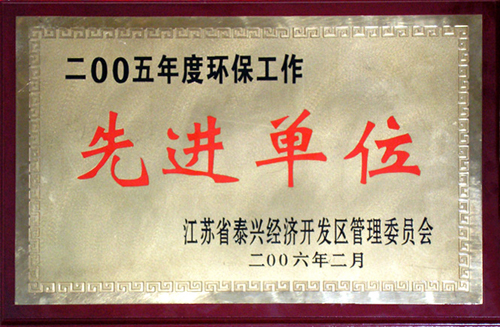 二00五年度环保工作
先进单位
江苏省泰兴经济开发区管理委员会
二00六年二月